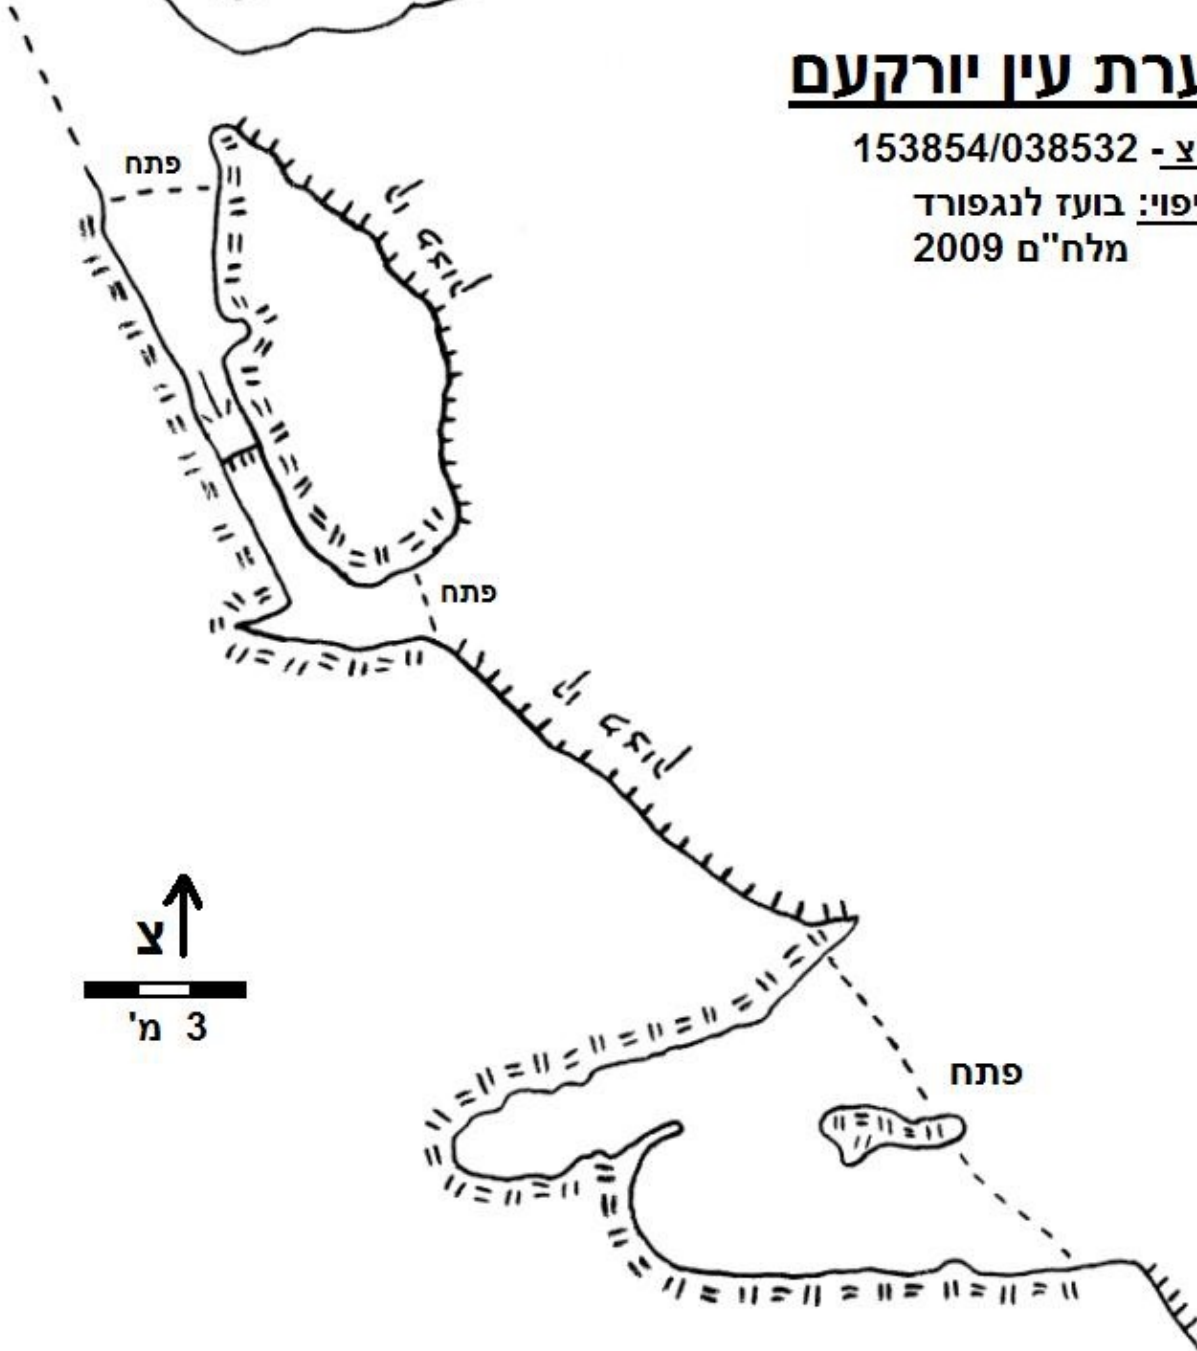 ערת עין יורקעם
צ - 153854/038532
יפוי: בועז לנגפורד
מלח"ם 2009
פתח
פתח
צ
3 מ'
פתח